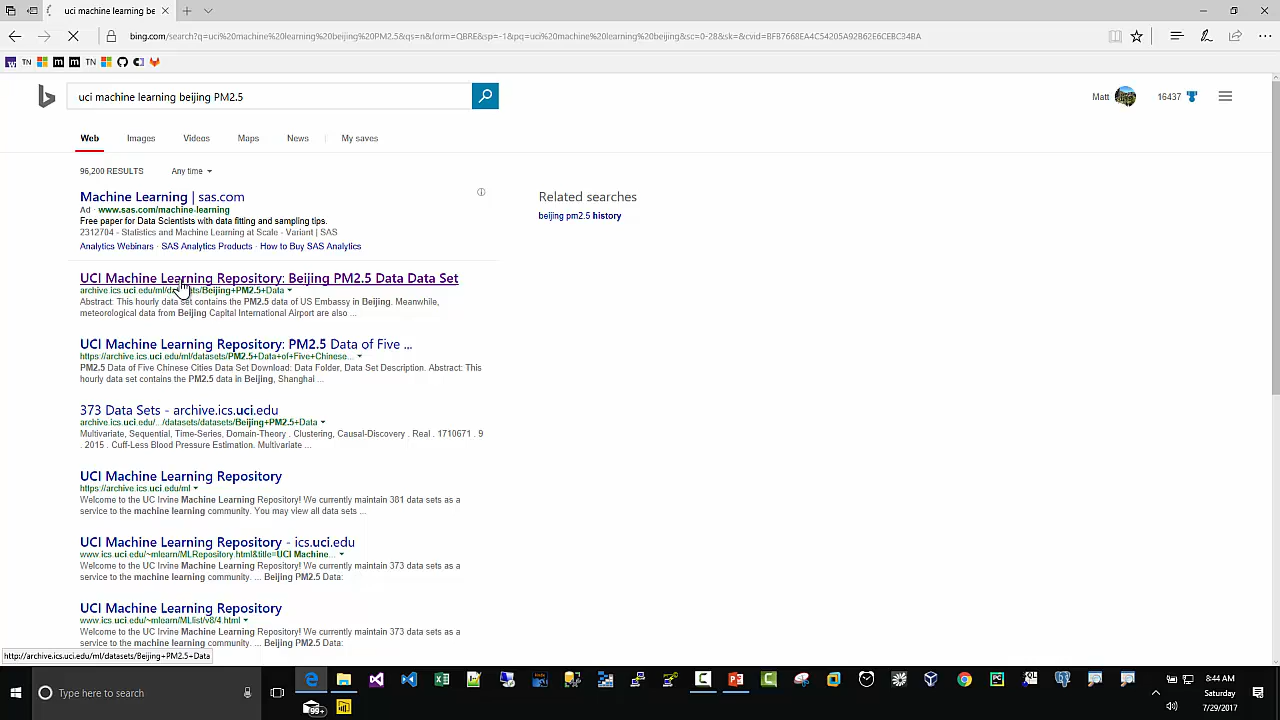 uci machine learning be
bing.com/search?q=uci%20machine%20learning%20beijing%20PM2.5&qs=n&form=QBRE&sp=-1&pq=uci%20machine%20learning%20beijing&sc=0-28&sk=&cvid=BFB7668EA4C54205A92B62E6CEBC34BA
TN
TN
uci machine learning beijing PM2.5
Matt
16437
Web
Images
Videos
Maps
News
My saves
96,200 RESULTS
Any time
Machine Learning | sas.com
Ad · www.sas.com/machine-learning
Free paper for Data Scientists with data fitting and sampling tips.
2312704 - Statistics and Machine Learning at Scale - Variant | SAS
Analytics Webinars · SAS Analytics Products · How to Buy SAS Analytics
Related searches
beijing pm2.5 history
UCI Machine Learning Repository: Beijing PM2.5 Data Data Set
archive.ics.uci.edu/ml/datasets/Beijing+PM2.5+Data
Abstract: This hourly data set contains the PM2.5 data of US Embassy in Beijing. Meanwhile,
meteorological data from Beijing Capital International Airport are also ...
UCI Machine Learning Repository: PM2.5 Data of Five ...
https://archive.ics.uci.edu/ml/datasets/PM2.5+Data+of+Five+Chinese...
PM2.5 Data of Five Chinese Cities Data Set Download: Data Folder, Data Set Description. Abstract: This
hourly data set contains the PM2.5 data in Beijing, Shanghai ...
373 Data Sets - archive.ics.uci.edu
archive.ics.uci.edu/.../datasets/datasets/Beijing+PM2.5+Data
Multivariate, Sequential, Time-Series, Domain-Theory . Clustering, Causal-Discovery . Real . 1710671 . 9
. 2015 . Cuff-Less Blood Pressure Estimation. Multivariate ...
UCI Machine Learning Repository
https://archive.ics.uci.edu/ml
Welcome to the UC Irvine Machine Learning Repository! We currently maintain 381 data sets as a
service to the machine learning community. You may view all data sets ...
UCI Machine Learning Repository - ics.uci.edu
www.ics.uci.edu/~mlearn/MLRepository.html&title=UCI Machine...
Welcome to the UC Irvine Machine Learning Repository! We currently maintain 373 data sets as a
service to the machine learning community. ... Beijing PM2.5 Data:
UCI Machine Learning Repository
www.ics.uci.edu/~mlearn/MLlist/v8/4.html
Welcome to the UC Irvine Machine Learning Repository! We currently maintain 373 data sets as a
service to the machine learning community. ... Beijing PM2.5 Data:
http://archive.ics.uci.edu/ml/datasets/Beijing+PM2.5+Data
Type here to search
99+
8:44 AM
Saturday
7/29/2017